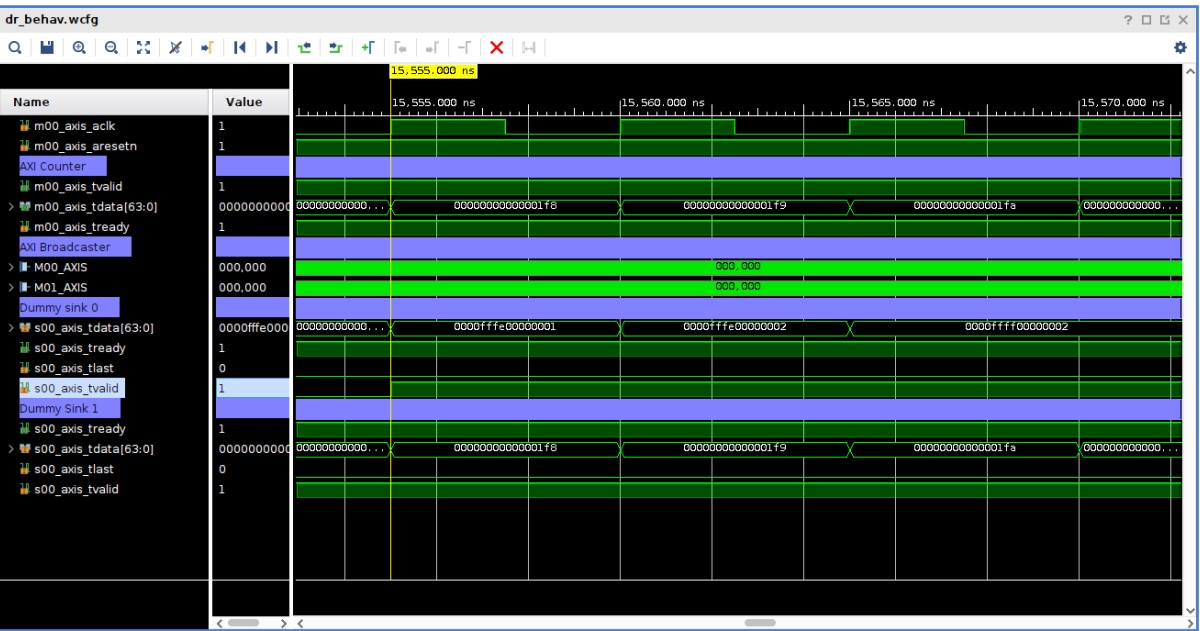 dr_behav.wcfg
15,555.000 ns
Name Value 15,555.000 ns 15,560.000 ns 15,565.000 ns 15,570.000 ns
m00_axis_aclk 1
m00_axis_aresetn 1
AXI Counter
m00_axis_tvalid 1
m00_axis_tdata[63:0] 0000000000 00000000000... 00000000000001f8 00000000000001f9 00000000000001fa 00000000000...
m00_axis_tready 1
AXI Broadcaster
M00_AXIS 000,000 000,000
M01_AXIS 000,000 000,000
Dummy sink 0
s00_axis_tdata[63:0] 0000fffe000 00000000000... 0000fffe00000001 0000fffe00000002 0000ffff00000002
s00_axis_tready 1
s00_axis_tlast 0
s00_axis_tvalid 1
Dummy Sink 1
s00_axis_tready 1
s00_axis_tdata[63:0] 0000000000 00000000000... 00000000000001f8 00000000000001f9 00000000000001fa 00000000000...
s00_axis_tlast 0
s00_axis_tvalid 1